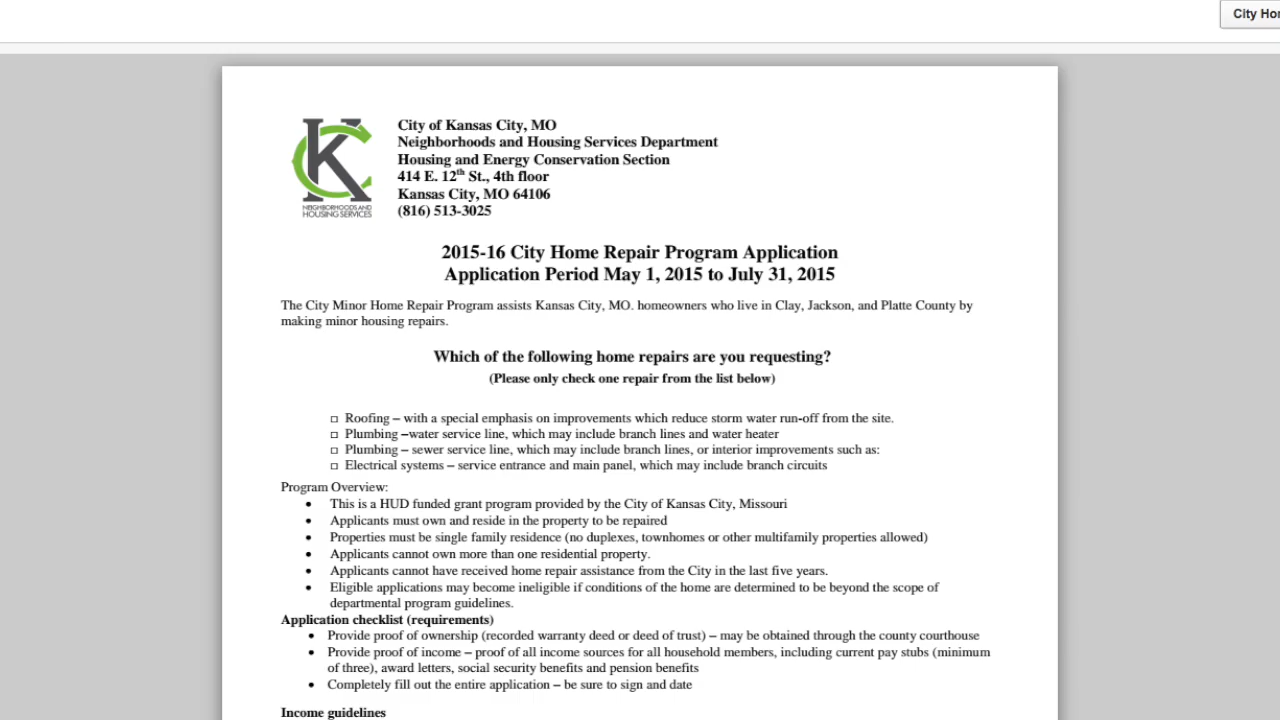 City Hor
City of Kansas City, MO
Neighborhoods and Housing Services Department
Housing and Energy Conservation Section
414 E. 12th St., 4th floor
Kansas City, MO 64106
(816) 513-3025
KC
NEIGHBORHOODS AND
HOUSING SERVICES
2015-16 City Home Repair Program Application
Application Period May 1, 2015 to July 31, 2015
The City Minor Home Repair Program assists Kansas City, MO. homeowners who live in Clay, Jackson, and Platte County by
making minor housing repairs.
Which of the following home repairs are you requesting?
(Please only check one repair from the list below)
□ Roofing – with a special emphasis on improvements which reduce storm water run-off from the site.
□ Plumbing –water service line, which may include branch lines and water heater
□ Plumbing – sewer service line, which may include branch lines, or interior improvements such as:
□ Electrical systems – service entrance and main panel, which may include branch circuits
Program Overview:
• This is a HUD funded grant program provided by the City of Kansas City, Missouri
• Applicants must own and reside in the property to be repaired
• Properties must be single family residence (no duplexes, townhomes or other multifamily properties allowed)
• Applicants cannot own more than one residential property.
• Applicants cannot have received home repair assistance from the City in the last five years.
• Eligible applications may become ineligible if conditions of the home are determined to be beyond the scope of
departmental program guidelines.
Application checklist (requirements)
• Provide proof of ownership (recorded warranty deed or deed of trust) – may be obtained through the county courthouse
• Provide proof of income – proof of all income sources for all household members, including current pay stubs (minimum
of three), award letters, social security benefits and pension benefits
• Completely fill out the entire application – be sure to sign and date
Income guidelines